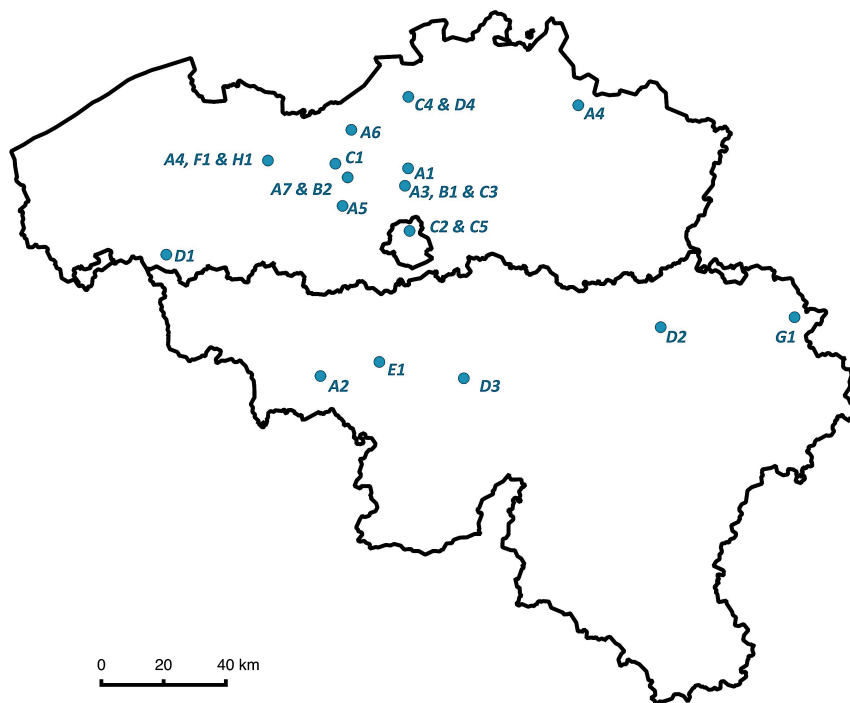 C4 & D4
A4
A6
A4, F1 & H1
C1
A1
A7 & B2
A3, B1 & C3
A5
C2 & C5
D1
G1
D2
E1
A2
D3
0 20 40 km